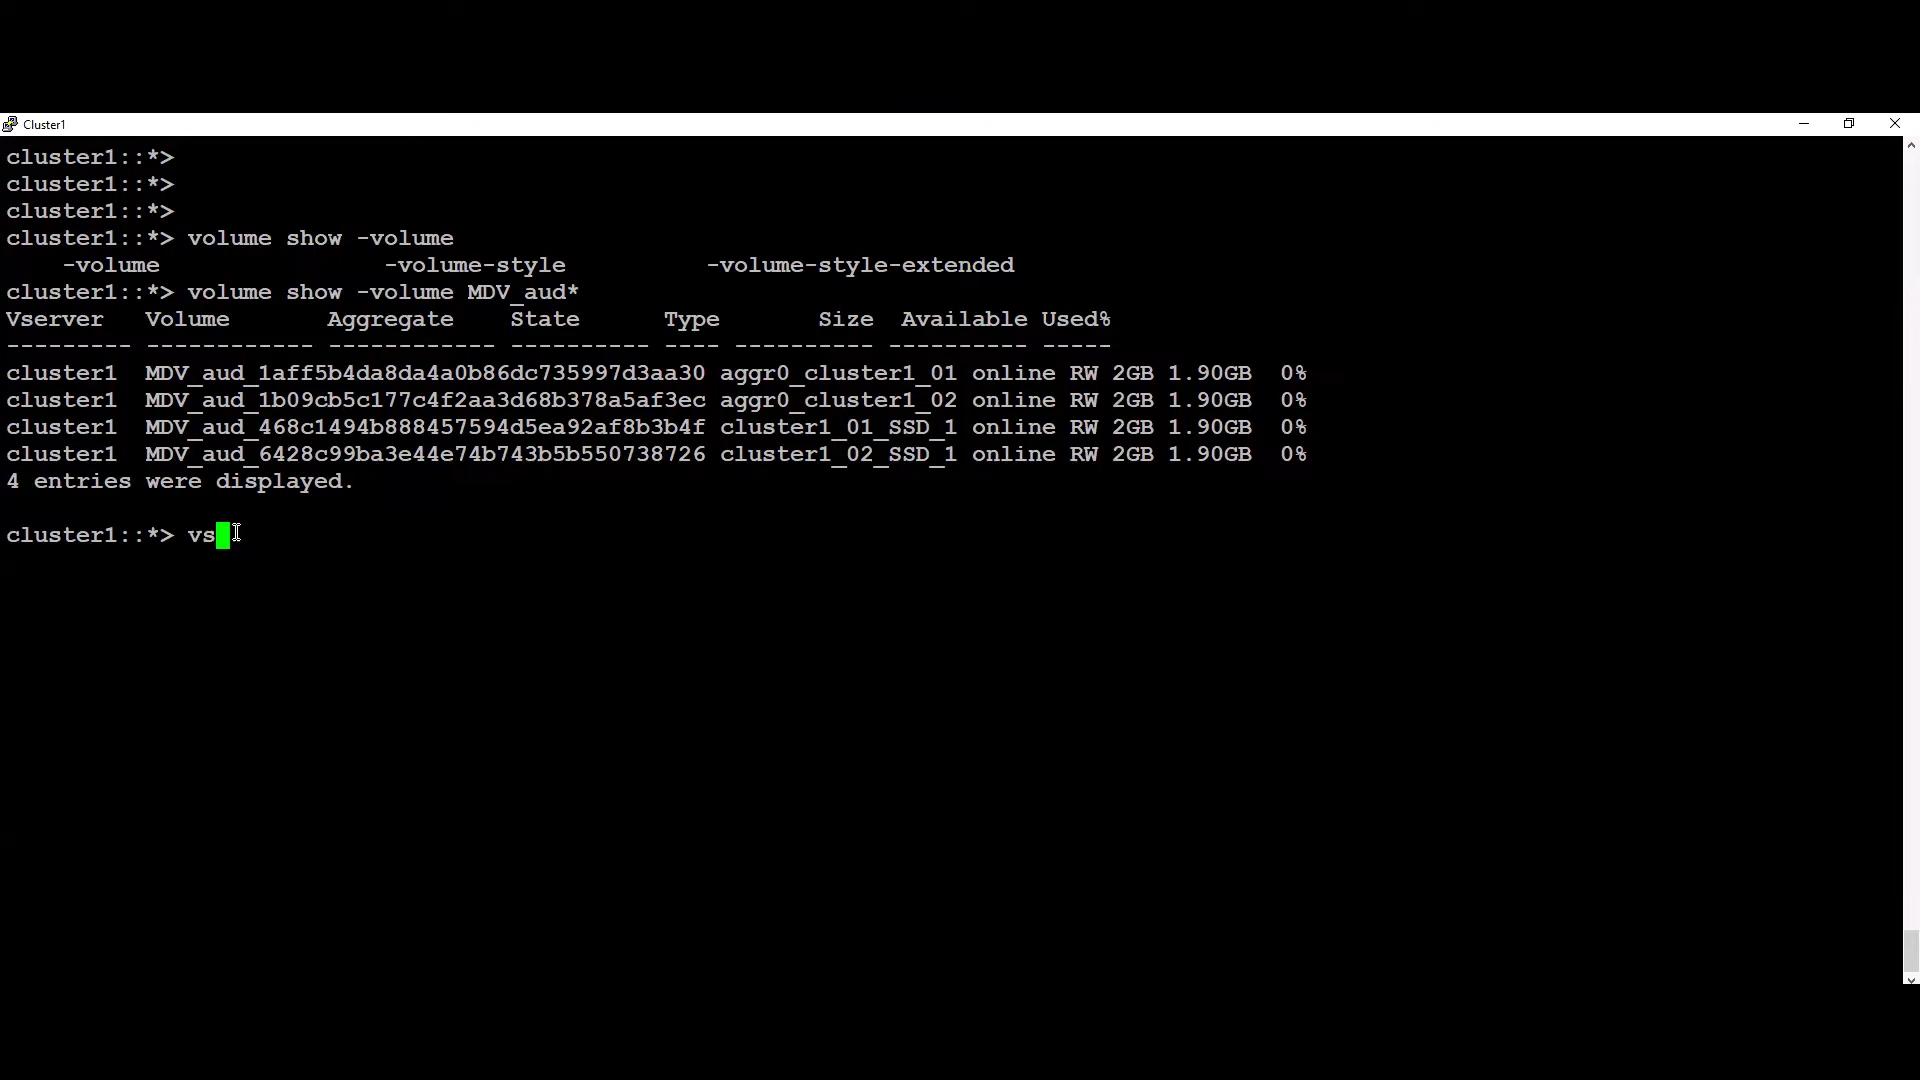 Cluster1
cluster1::*>
cluster1::*>
cluster1::*>
cluster1::*> volume show -volume
    -volume                -volume-style          -volume-style-extended
cluster1::*> volume show -volume MDV_aud*
Vserver   Volume       Aggregate    State      Type       Size  Available Used%
--------- ------------ ------------ ---------- ---- ---------- ---------- -----
cluster1  MDV_aud_1aff5b4da8da4a0b86dc735997d3aa30 aggr0_cluster1_01 online RW 2GB 1.90GB  0%
cluster1  MDV_aud_1b09cb5c177c4f2aa3d68b378a5af3ec aggr0_cluster1_02 online RW 2GB 1.90GB  0%
cluster1  MDV_aud_468c1494b888457594d5ea92af8b3b4f cluster1_01_SSD_1 online RW 2GB 1.90GB  0%
cluster1  MDV_aud_6428c99ba3e44e74b743b5b550738726 cluster1_02_SSD_1 online RW 2GB 1.90GB  0%
4 entries were displayed.
cluster1::*> vs